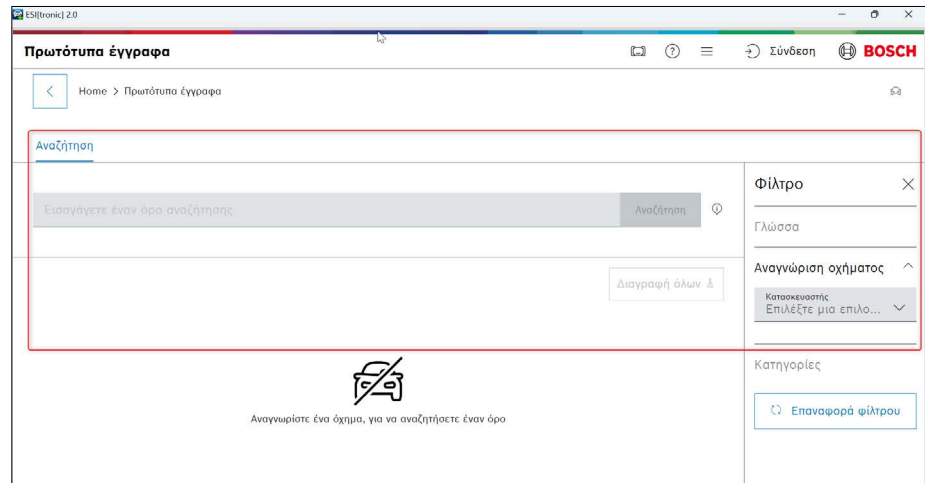 ESI[tronic] 2.0
Πρωτότυπα έγγραφα
Σύνδεση
BOSCH
Home > Πρωτότυπα έγγραφα
Αναζήτηση
Εισαγάγετε έναν όρο αναζήτησης
Αναζήτηση
Διαγραφή όλων
Φίλτρο
Γλώσσα
Αναγνώριση οχήματος
Κατασκευαστής
Επιλέξτε μια επιλο...
Κατηγορίες
Επαναφορά φίλτρου
Αναγνωρίστε ένα όχημα, για να αναζητήσετε έναν όρο